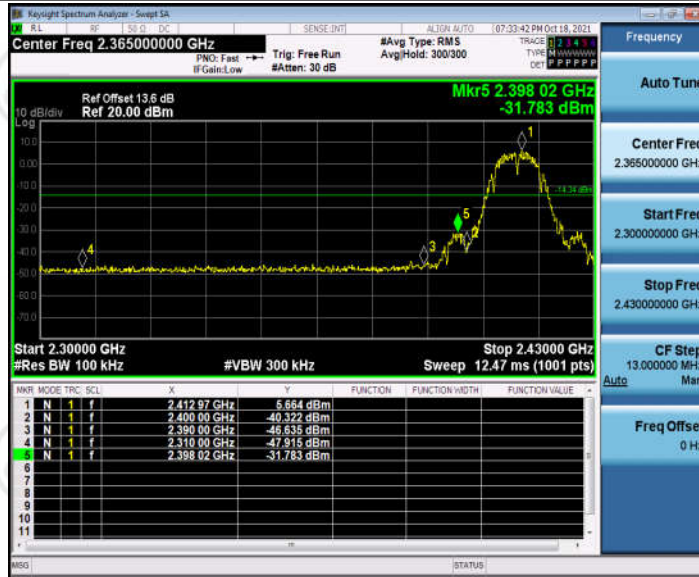 Keysight Spectrum Analyzer - Swept SA
RL RF 50 Ω DC SENSE:INT ALIGN AUTO 07:33:42 PM Oct 18, 2021
Center Freq 2.365000000 GHz
PNO: Fast
IFGain:Low
Trig: Free Run
#Atten: 30 dB
#Avg Type: RMS
Avg|Hold: 300/300
TRACE 1 2 3 4 5 6
TYPE M W W W W W
DET P P P P P P
Frequency
Auto Tune
Center Freq
2.365000000 GHz
Start Freq
2.300000000 GHz
Stop Freq
2.430000000 GHz
CF Step
13.000000 MHz
Auto Man
Freq Offset
0 Hz
Mkr5 2.398 02 GHz
-31.783 dBm
Ref Offset 13.6 dB
10 dB/div Ref 20.00 dBm
Log
10.0
0.00
-10.0
-20.0
-30.0
-40.0
-50.0
-60.0
-70.0
-14.34 dBm
1
5
2
3
4
Start 2.30000 GHz Stop 2.43000 GHz
#Res BW 100 kHz #VBW 300 kHz Sweep 12.47 ms (1001 pts)
MKR MODE TRC SCL X Y FUNCTION FUNCTION WIDTH FUNCTION VALUE
1 N 1 f 2.412 97 GHz 5.664 dBm
2 N 1 f 2.400 00 GHz -40.322 dBm
3 N 1 f 2.390 00 GHz -46.635 dBm
4 N 1 f 2.310 00 GHz -47.915 dBm
5 N 1 f 2.398 02 GHz -31.783 dBm
6
7
8
9
10
11
MSG STATUS